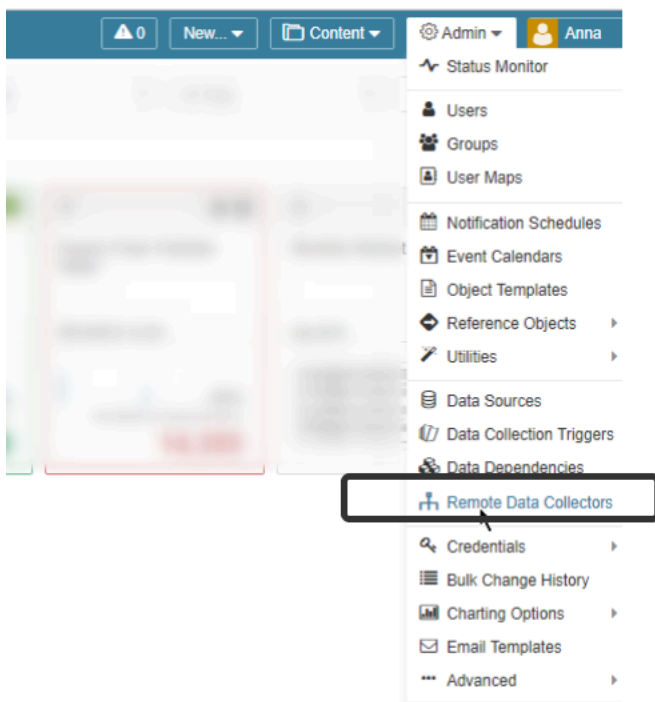 0 New... Content Admin Anna
Status Monitor
Users
Groups
User Maps
Notification Schedules
Event Calendars
Object Templates
Reference Objects
Utilities
Data Sources
Data Collection Triggers
Data Dependencies
Remote Data Collectors
Credentials
Bulk Change History
Charting Options
Email Templates
Advanced